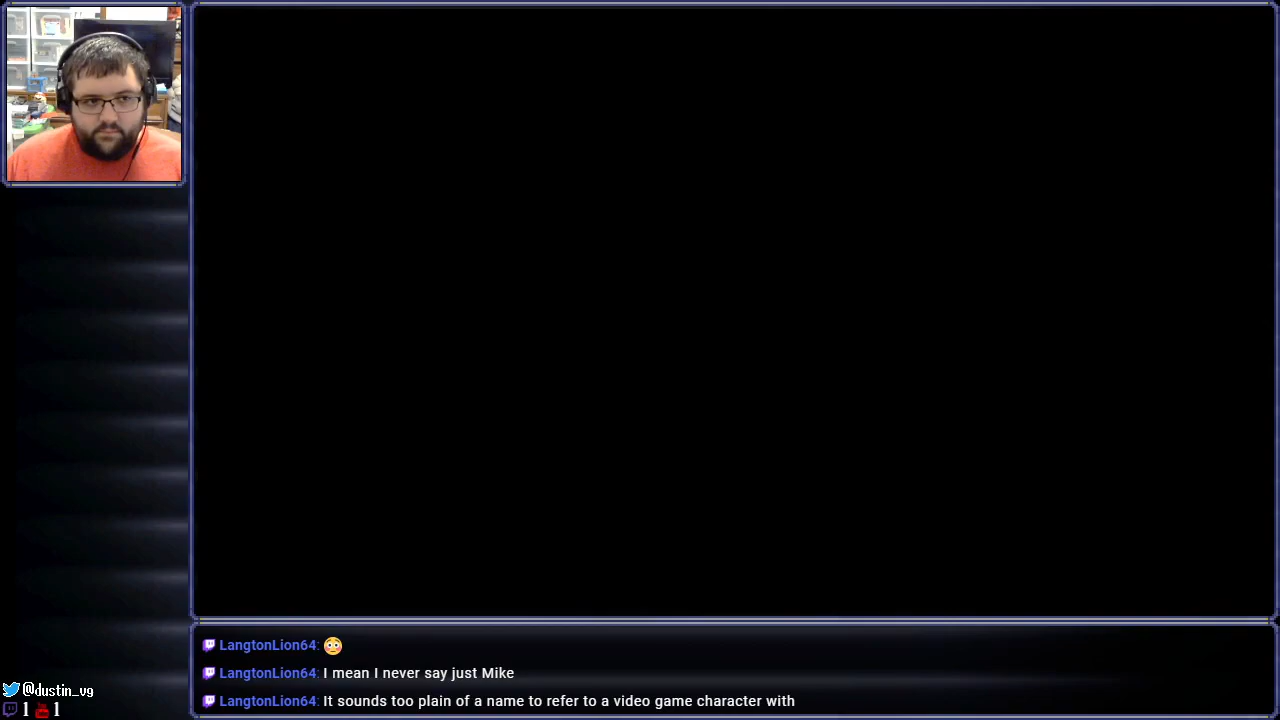 LangtonLion64: 😳
LangtonLion64: I mean I never say just Mike
LangtonLion64: It sounds too plain of a name to refer to a video game character with
@dustin_vg
1 1